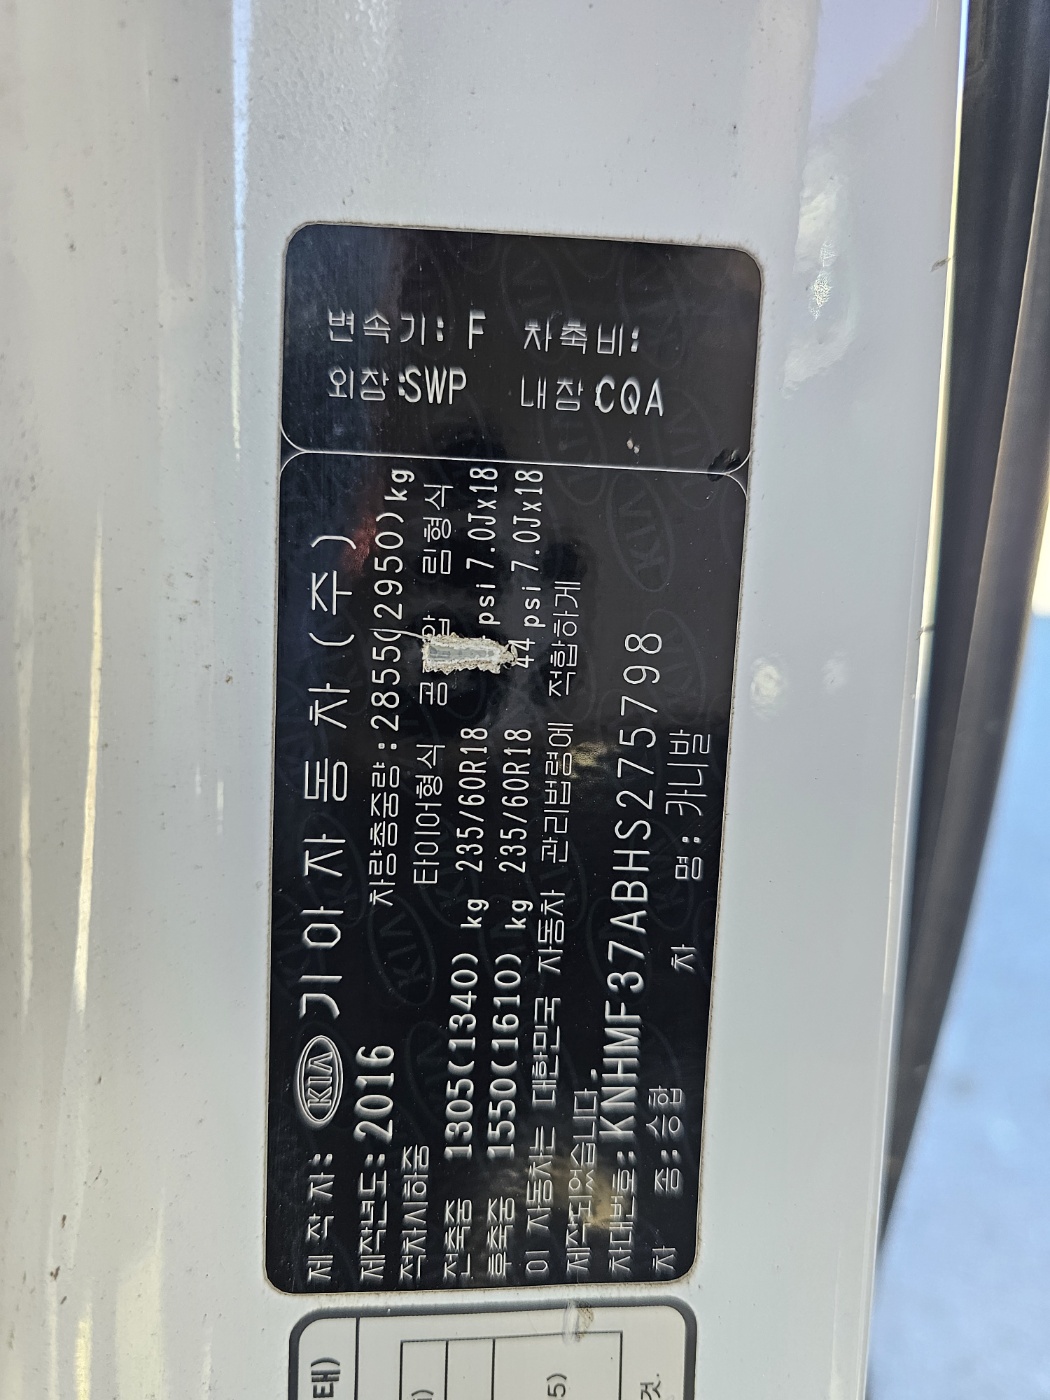 변속기: F 차축비:
외장:SWP 내장:CQA
제 작 자: KIA 기아자동차(주)
제작년도:2016 차량총중량:2855(2950)kg
적차시하중 타이어형식 공 압 림형식
전축중 1305(1340) kg 235/60R18 psi 7.0Jx18
후축중 1550(1610) kg 235/60R18 44 psi 7.0Jx18
이 자동차는 대한민국 자동차 관리법령에 적합하게
제작되었습니다.
차대번호:KNHMF37ABHS275798
차 종:승합 차 명:카니발
태)
5)
것.